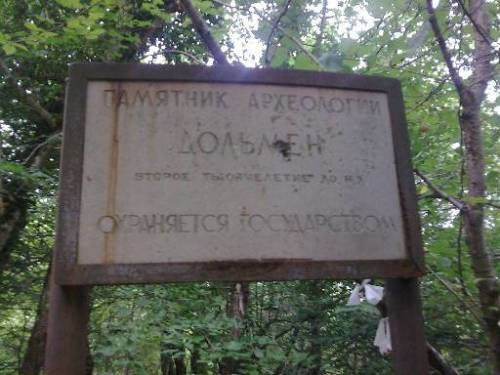 ПАМЯТНИК АРХЕОЛОГИИ
ДОЛЬМЕН
ВТОРОЕ ТЫСЯЧЕЛЕТИЕ ДО Н.Э
ОХРАНЯЕТСЯ ГОСУДАРСТВОМ